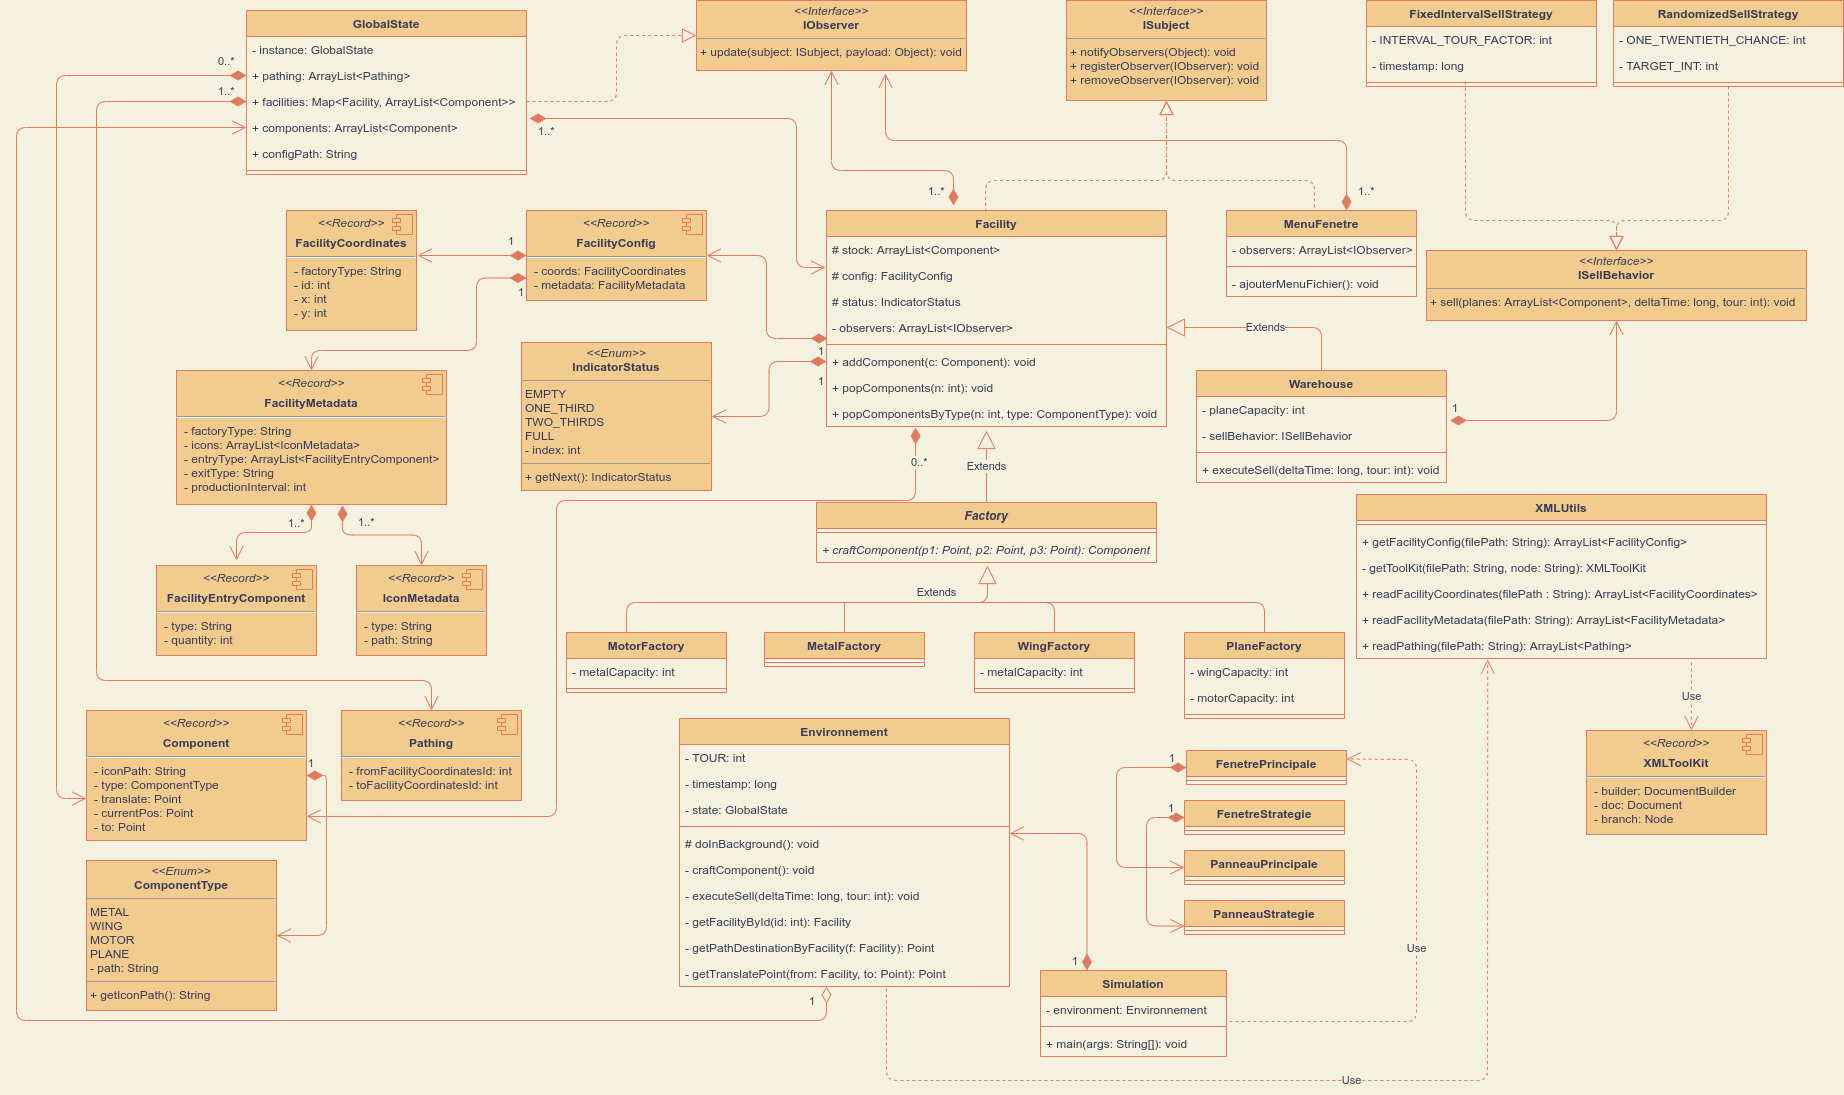 GlobalState
- instance: GlobalState
+ pathing: ArrayList<Pathing>
+ facilities: Map<Facility, ArrayList<Component>>
+ components: ArrayList<Component>
+ configPath: String
0..*
1..*
1..*
<<Interface>>
IObserver
+ update(subject: ISubject, payload: Object): void
<<Interface>>
ISubject
+ notifyObservers(Object): void
+ registerObserver(IObserver): void
+ removeObserver(IObserver): void
FixedIntervalSellStrategy
- INTERVAL_TOUR_FACTOR: int
- timestamp: long
RandomizedSellStrategy
- ONE_TWENTIETH_CHANCE: int
- TARGET_INT: int
<<Record>>
FacilityCoordinates
- factoryType: String
- id: int
- x: int
- y: int
1
1
<<Record>>
FacilityConfig
- coords: FacilityCoordinates
- metadata: FacilityMetadata
1..*
Facility
# stock: ArrayList<Component>
# config: FacilityConfig
# status: IndicatorStatus
- observers: ArrayList<IObserver>
+ addComponent(c: Component): void
+ popComponents(n: int): void
+ popComponentsByType(n: int, type: ComponentType): void
1
1
1..*
MenuFenetre
- observers: ArrayList<IObserver>
- ajouterMenuFichier(): void
<<Interface>>
ISellBehavior
+ sell(planes: ArrayList<Component>, deltaTime: long, tour: int): void
Extends
<<Enum>>
IndicatorStatus
EMPTY
ONE_THIRD
TWO_THIRDS
FULL
- index: int
+ getNext(): IndicatorStatus
<<Record>>
FacilityMetadata
- factoryType: String
- icons: ArrayList<IconMetadata>
- entryType: ArrayList<FacilityEntryComponent>
- exitType: String
- productionInterval: int
1..*
1..*
Warehouse
- planeCapacity: int
- sellBehavior: ISellBehavior
+ executeSell(deltaTime: long, tour: int): void
1
0..*
Extends
Factory
+ craftComponent(p1: Point, p2: Point, p3: Point): Component
Extends
XMLUtils
+ getFacilityConfig(filePath: String): ArrayList<FacilityConfig>
- getToolKit(filePath: String, node: String): XMLToolKit
+ readFacilityCoordinates(filePath : String): ArrayList<FacilityCoordinates>
+ readFacilityMetadata(filePath: String): ArrayList<FacilityMetadata>
+ readPathing(filePath: String): ArrayList<Pathing>
<<Record>>
FacilityEntryComponent
- type: String
- quantity: int
<<Record>>
IconMetadata
- type: String
- path: String
MotorFactory
- metalCapacity: int
MetalFactory
WingFactory
- metalCapacity: int
PlaneFactory
- wingCapacity: int
- motorCapacity: int
Use
<<Record>>
Component
- iconPath: String
- type: ComponentType
- translate: Point
- currentPos: Point
- to: Point
1
<<Record>>
Pathing
- fromFacilityCoordinatesId: int
- toFacilityCoordinatesId: int
Environnement
- TOUR: int
- timestamp: long
- state: GlobalState
# doInBackground(): void
- craftComponent(): void
- executeSell(deltaTime: long, tour: int): void
- getFacilityById(id: int): Facility
- getPathDestinationByFacility(f: Facility): Point
- getTranslatePoint(from: Facility, to: Point): Point
1
1
FenetrePrincipale
1
FenetreStrategie
PanneauPrincipale
PanneauStrategie
<<Record>>
XMLToolKit
- builder: DocumentBuilder
- doc: Document
- branch: Node
<<Enum>>
ComponentType
METAL
WING
MOTOR
PLANE
- path: String
+ getIconPath(): String
Use
1
Simulation
- environment: Environnement
+ main(args: String[]): void
Use